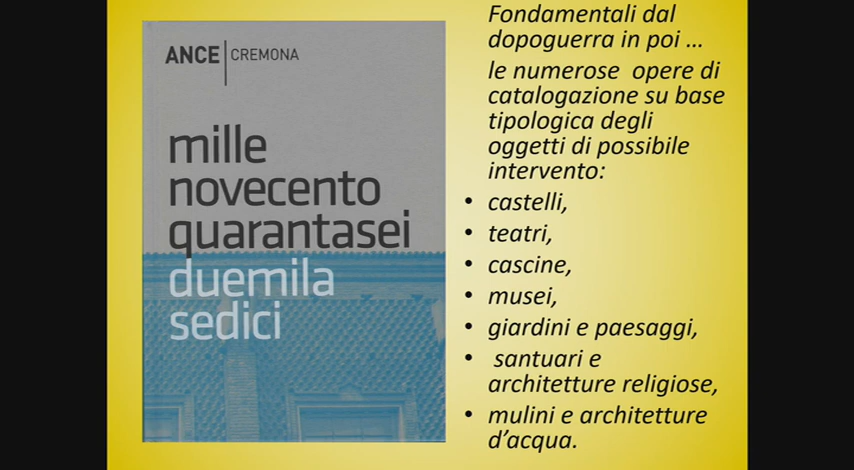 ANCE CREMONA
mille
novecento
quarantasei
duemila
sedici
Fondamentali dal
dopoguerra in poi ...
le numerose opere di
catalogazione su base
tipologica degli
oggetti di possibile
intervento:
• castelli,
• teatri,
• cascine,
• musei,
• giardini e paesaggi,
• santuari e
architetture religiose,
• mulini e architetture
d'acqua.